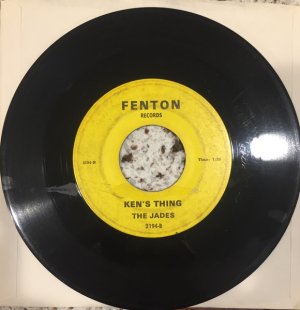 FENTON
RECORDS
KEN'S THING
THE JADES
2194-B